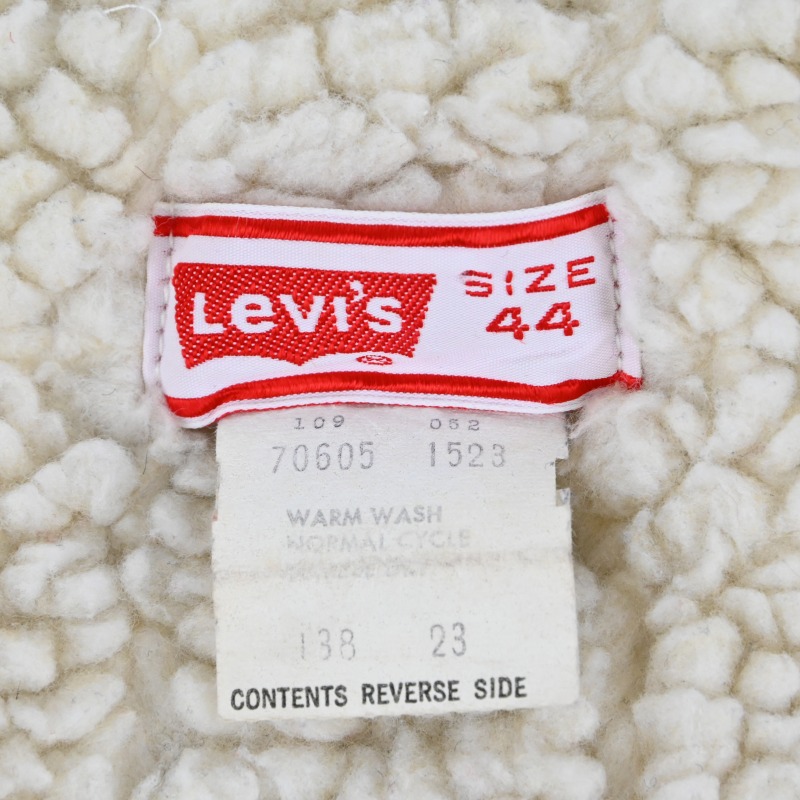 Levi's
SIZE
44
109 052
70605 1523
WARM WASH
NORMAL CYCLE
138 23
CONTENTS REVERSE SIDE